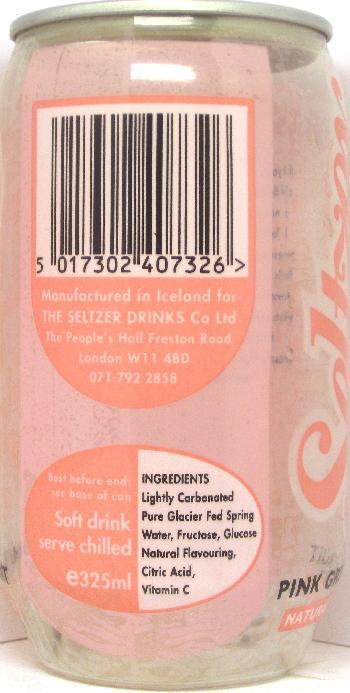 5 017302 407326 >
Manufactured in Iceland for
THE SELTZER DRINKS Co Ltd
The People's Hall Freston Road
London W11 4BD
071-792 2858
Best before end:
see base of can
Soft drink
serve chilled
e325ml
INGREDIENTS
Lightly Carbonated
Pure Glacier Fed Spring
Water, Fructose, Glucose
Natural Flavouring,
Citric Acid,
Vitamin C
PINK GR
NATU